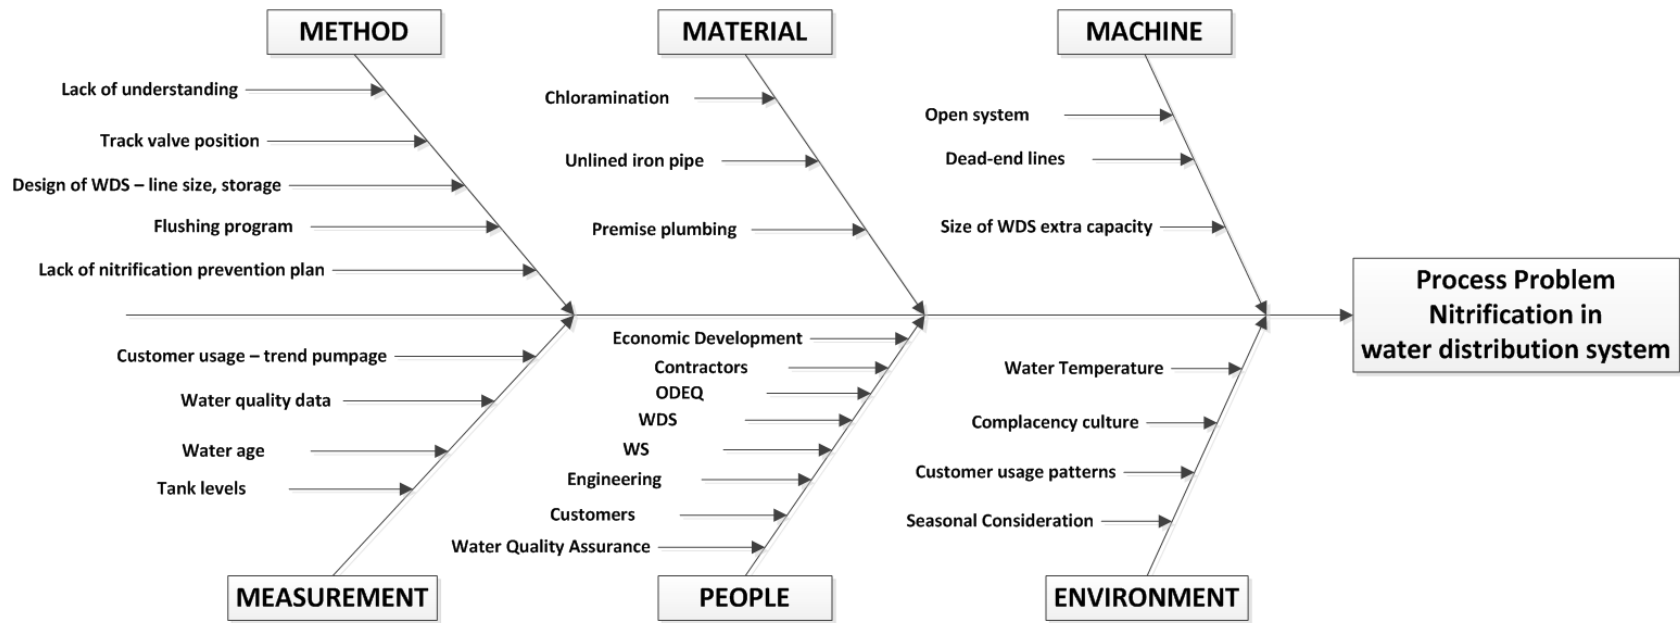 METHOD
MATERIAL
MACHINE
Lack of understanding
Track valve position
Design of WDS – line size, storage
Flushing program
Lack of nitrification prevention plan
Chloramination
Unlined iron pipe
Premise plumbing
Open system
Dead-end lines
Size of WDS extra capacity
Process Problem
Nitrification in
water distribution system
Customer usage – trend pumpage
Water quality data
Water age
Tank levels
Economic Development
Contractors
ODEQ
WDS
WS
Engineering
Customers
Water Quality Assurance
Water Temperature
Complacency culture
Customer usage patterns
Seasonal Consideration
MEASUREMENT
PEOPLE
ENVIRONMENT